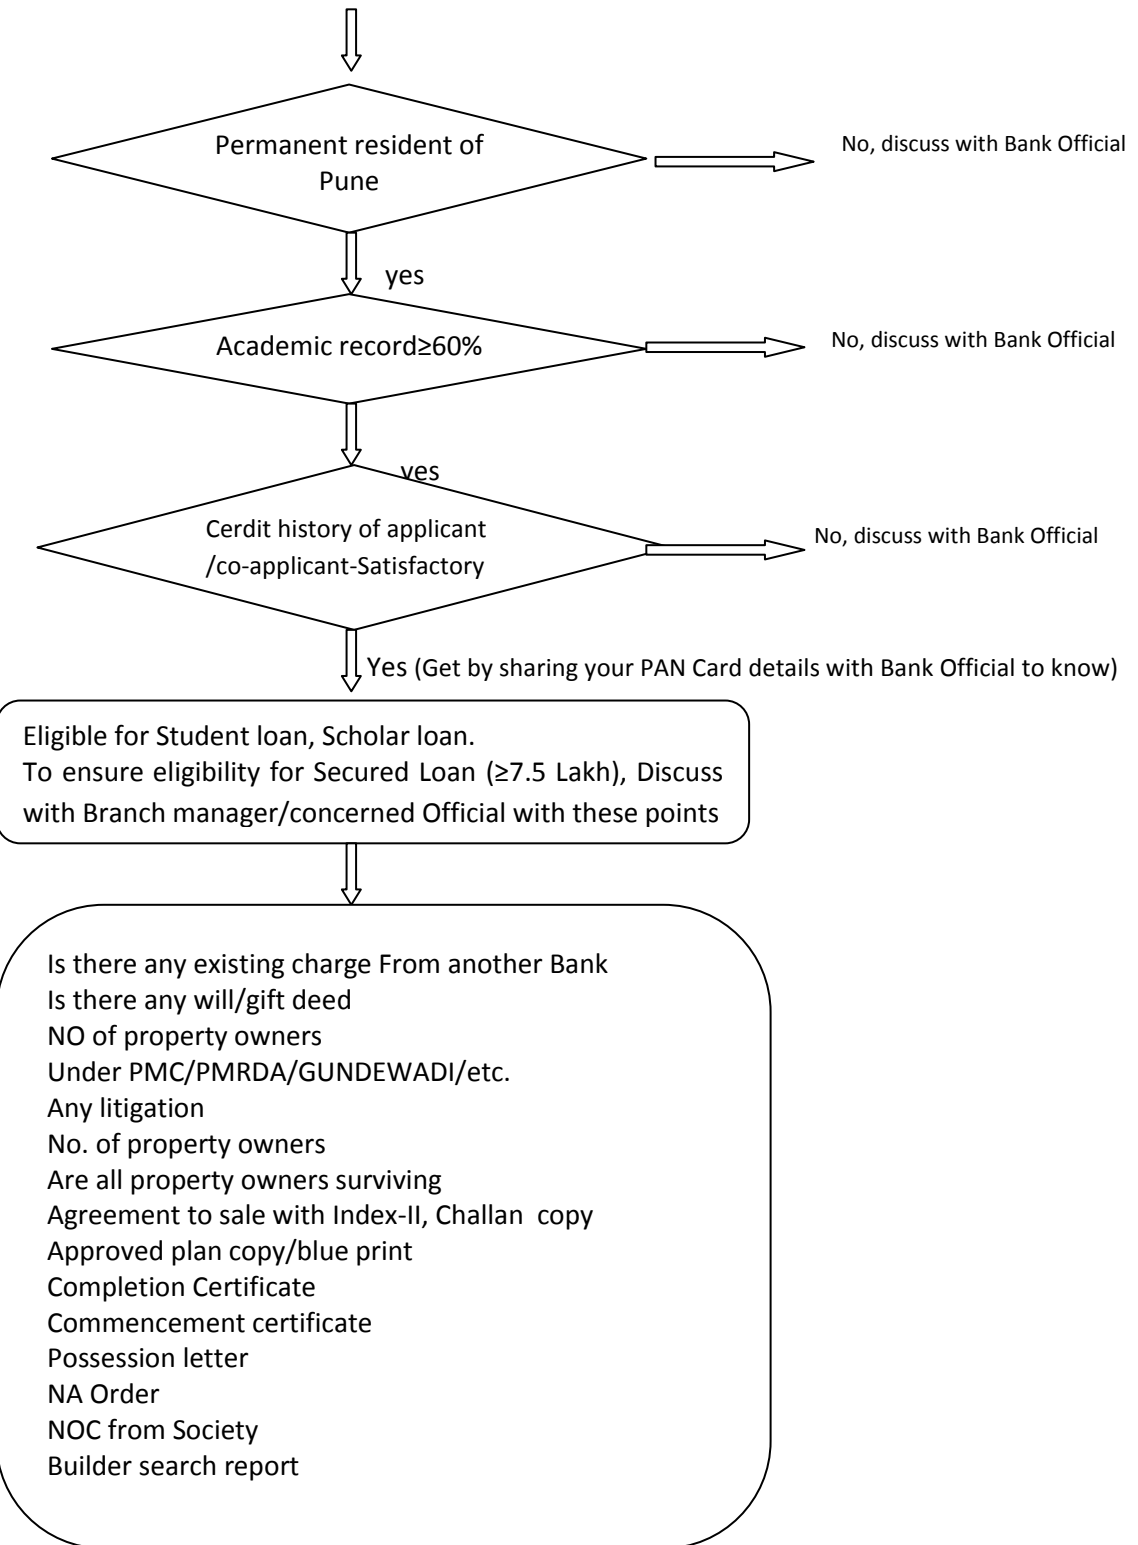 Permanent resident of
Pune
No, discuss with Bank Official
yes
Academic record≥60%
No, discuss with Bank Official
yes
Cerdit history of applicant
/co-applicant-Satisfactory
No, discuss with Bank Official
Yes (Get by sharing your PAN Card details with Bank Official to know)
Eligible for Student loan, Scholar loan.
To ensure eligibility for Secured Loan (≥7.5 Lakh), Discuss
with Branch manager/concerned Official with these points
Is there any existing charge From another Bank
Is there any will/gift deed
NO of property owners
Under PMC/PMRDA/GUNDEWADI/etc.
Any litigation
No. of property owners
Are all property owners surviving
Agreement to sale with Index-II, Challan  copy
Approved plan copy/blue print
Completion Certificate
Commencement certificate
Possession letter
NA Order
NOC from Society
Builder search report